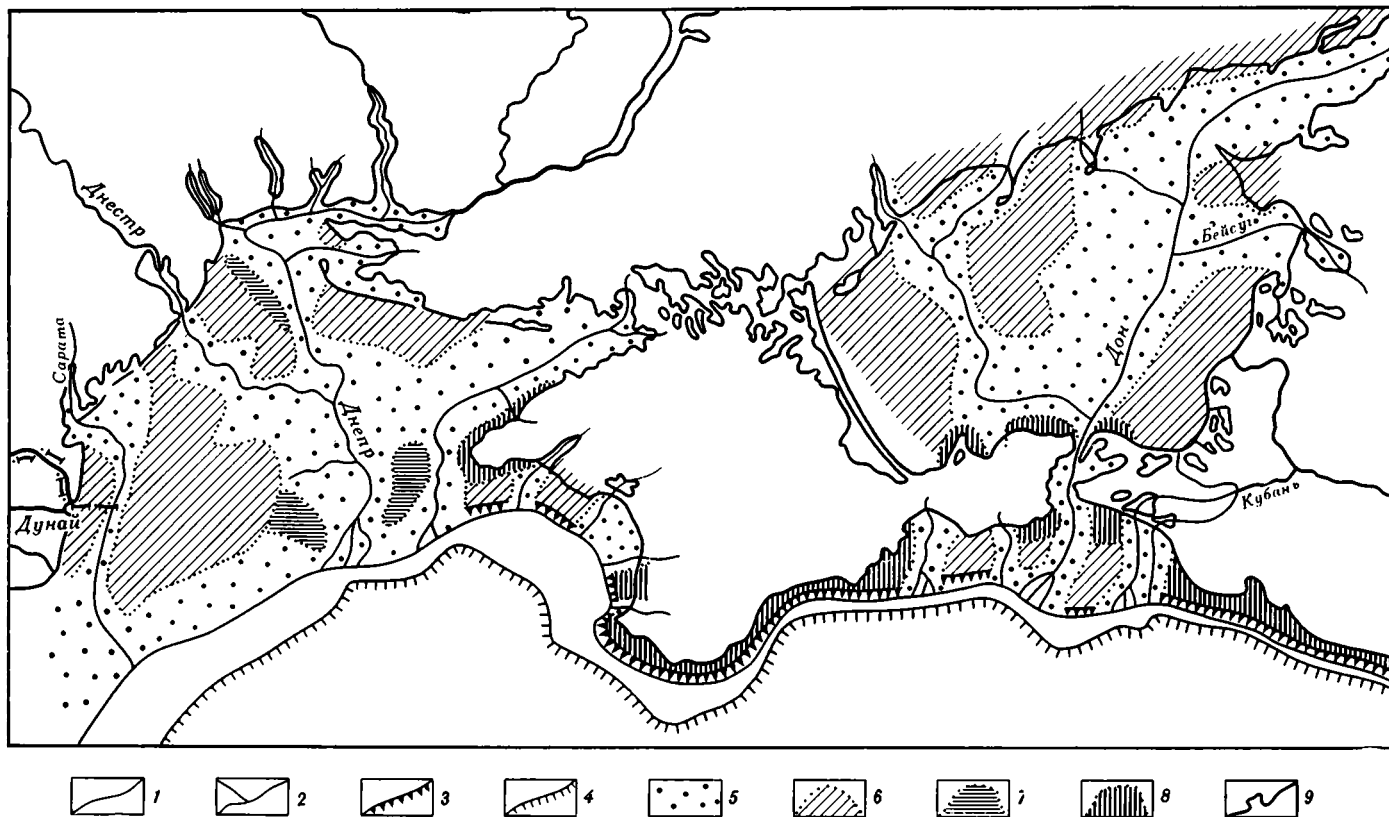 Днестр
Сарата
Днепр
Дунай
Бейсуг
Дон
Кубань
1 2 3 4 5 6 7 8 9